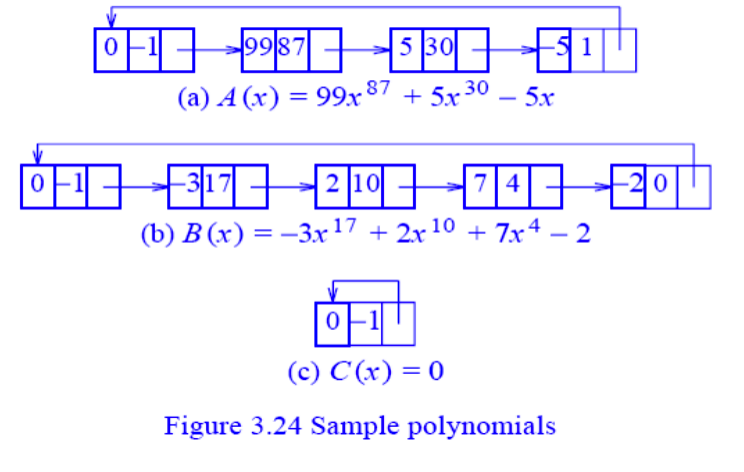 0 –1 99 87 5 30 –5 1
(a) A(x) = 99x^87 + 5x^30 – 5x
0 –1 –3 17 2 10 7 4 –2 0
(b) B(x) = –3x^17 + 2x^10 + 7x^4 – 2
0 –1
(c) C(x) = 0
Figure 3.24 Sample polynomials